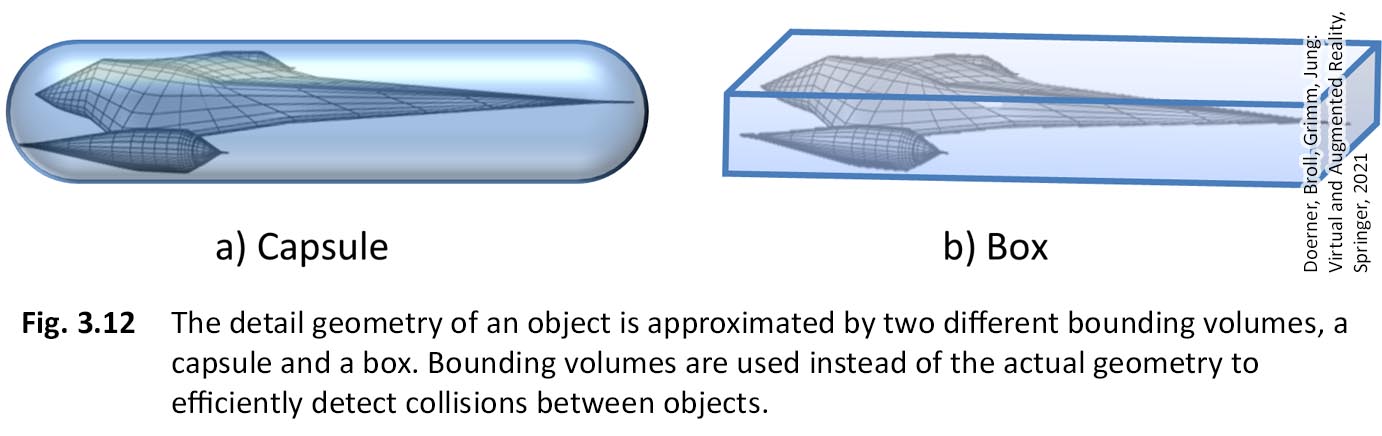 Doerner, Broll, Grimm, Jung:
Virtual and Augmented Reality,
Springer, 2021
a) Capsule
b) Box
Fig. 3.12 The detail geometry of an object is approximated by two different bounding volumes, a
capsule and a box. Bounding volumes are used instead of the actual geometry to
efficiently detect collisions between objects.